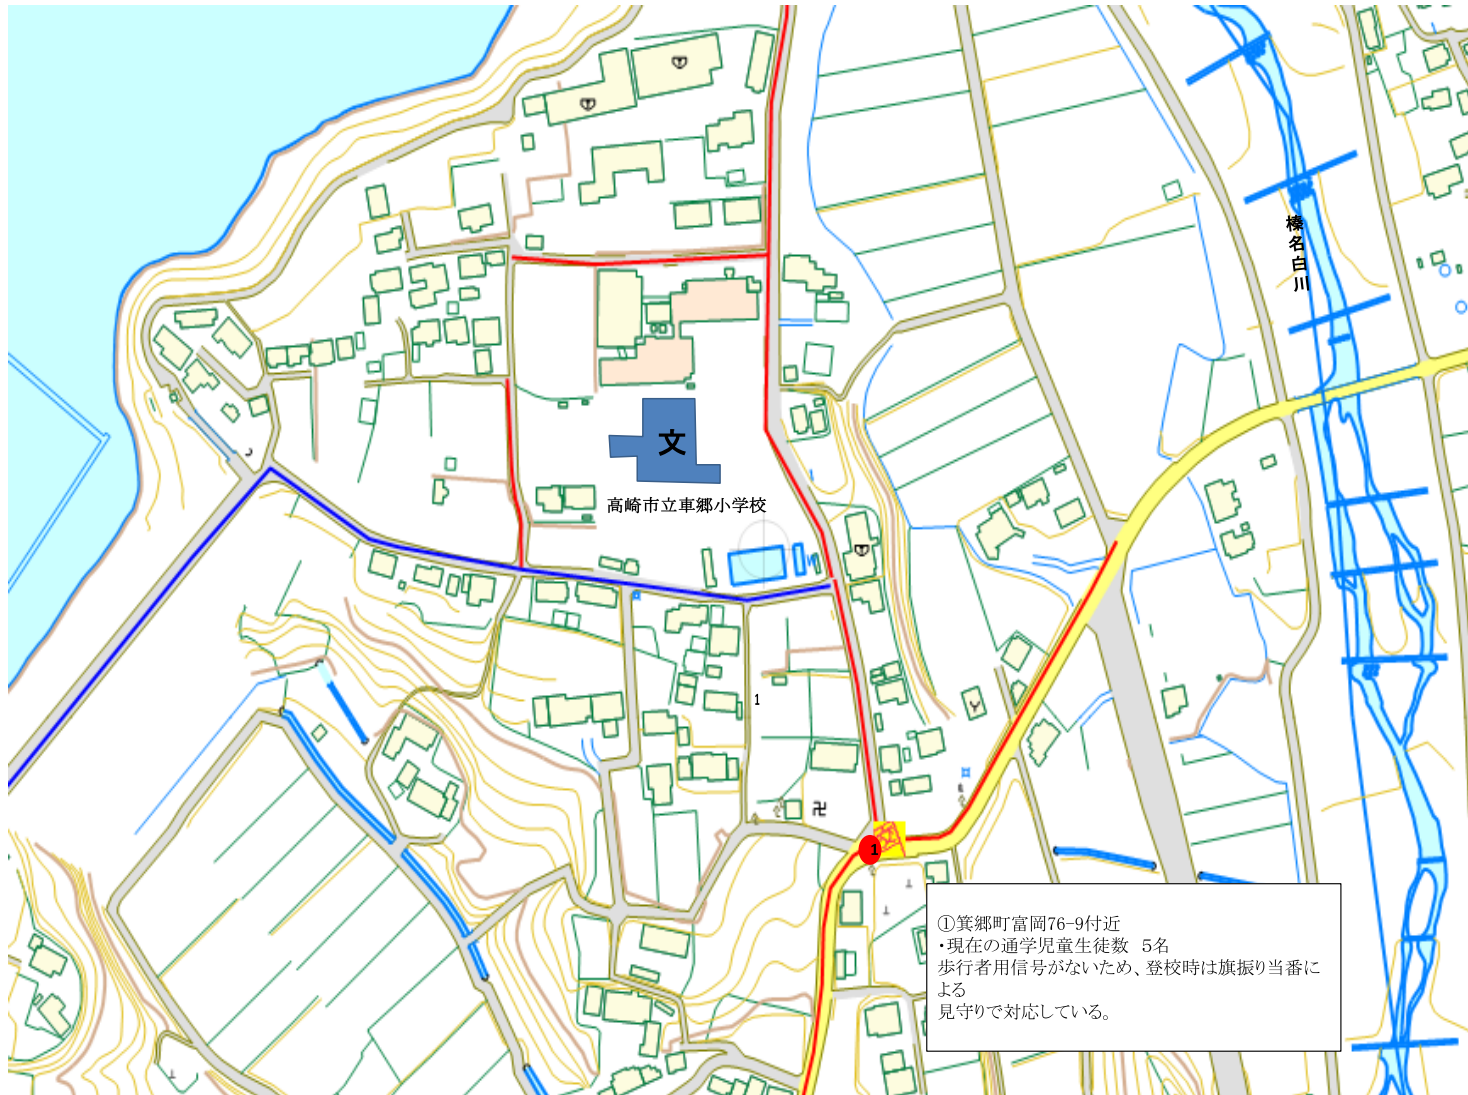 榛名白川
文
高崎市立車郷小学校
1
卍
1
①箕郷町富岡76-9付近
・現在の通学児童生徒数 5名
歩行者用信号がないため、登校時は旗振り当番に
よる
見守りで対応している。